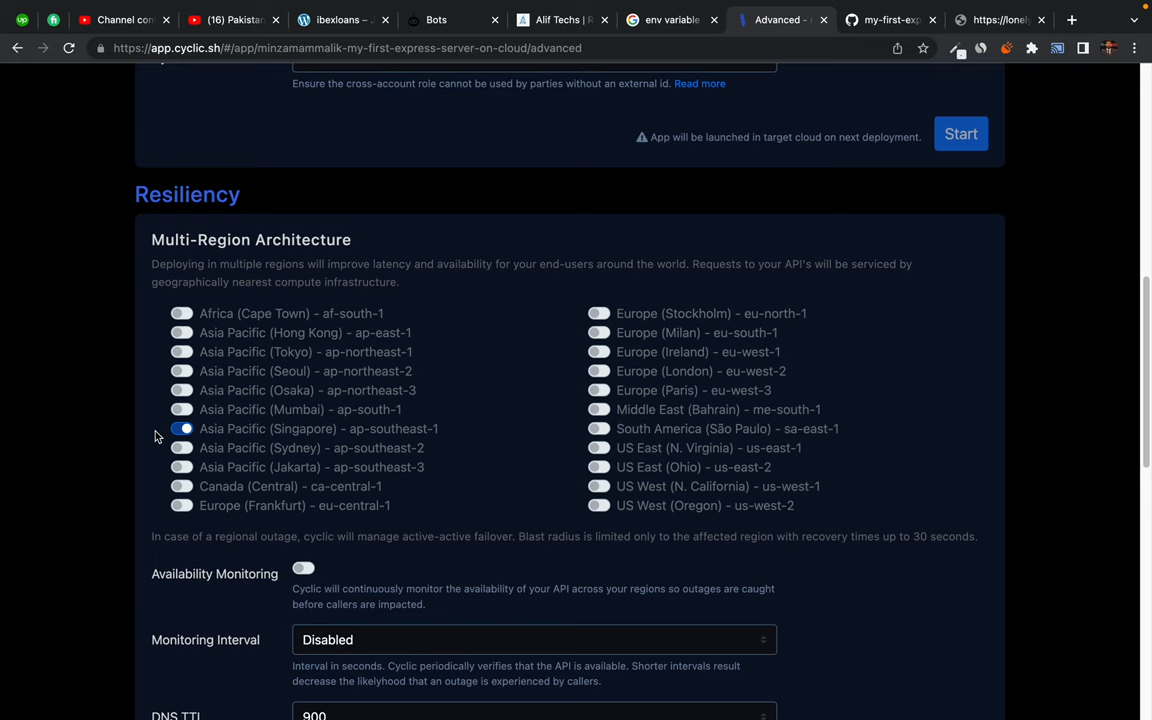 Channel con
(16) Pakistan
ibexloans – J
Bots
Alif Techs | R
env variable
Advanced -
my-first-exp
https://lonel
https://app.cyclic.sh/#/app/minzamammalik-my-first-express-server-on-cloud/advanced
Ensure the cross-account role cannot be used by parties without an external id. Read more
App will be launched in target cloud on next deployment.
Start
Resiliency
Multi-Region Architecture
Deploying in multiple regions will improve latency and availability for your end-users around the world. Requests to your API's will be serviced by
geographically nearest compute infrastructure.
Africa (Cape Town) - af-south-1
Asia Pacific (Hong Kong) - ap-east-1
Asia Pacific (Tokyo) - ap-northeast-1
Asia Pacific (Seoul) - ap-northeast-2
Asia Pacific (Osaka) - ap-northeast-3
Asia Pacific (Mumbai) - ap-south-1
Asia Pacific (Singapore) - ap-southeast-1
Asia Pacific (Sydney) - ap-southeast-2
Asia Pacific (Jakarta) - ap-southeast-3
Canada (Central) - ca-central-1
Europe (Frankfurt) - eu-central-1
Europe (Stockholm) - eu-north-1
Europe (Milan) - eu-south-1
Europe (Ireland) - eu-west-1
Europe (London) - eu-west-2
Europe (Paris) - eu-west-3
Middle East (Bahrain) - me-south-1
South America (São Paulo) - sa-east-1
US East (N. Virginia) - us-east-1
US East (Ohio) - us-east-2
US West (N. California) - us-west-1
US West (Oregon) - us-west-2
In case of a regional outage, cyclic will manage active-active failover. Blast radius is limited only to the affected region with recovery times up to 30 seconds.
Availability Monitoring
Cyclic will continuously monitor the availability of your API across your regions so outages are caught
before callers are impacted.
Monitoring Interval
Disabled
Interval in seconds. Cyclic periodically verifies that the API is available. Shorter intervals result
decrease the likelyhood that an outage is experienced by callers.
DNS TTL
900